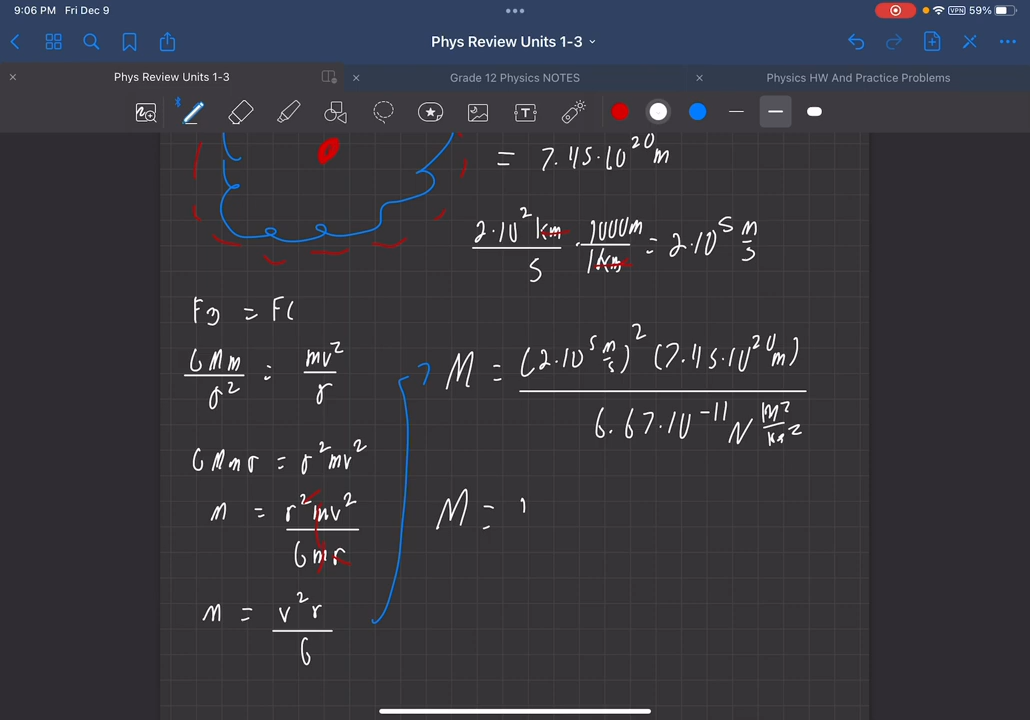 9:06 PM Fri Dec 9
VPN 59%
Phys Review Units 1-3
Phys Review Units 1-3
Grade 12 Physics NOTES
Physics HW And Practice Problems
= 7.45·10^20 m
2·10^2 km / s · 1000m / 1km = 2·10^5 m/s
Fg = FC
GMm / r^2 = mv^2 / r
GMmr = r^2mv^2
M = r^2mv^2 / Gmr
M = v^2r / G
M = (2·10^5 m/s)^2 (7.45·10^20 m) / 6.67·10^-11 N m^2/kg^2
M = 1